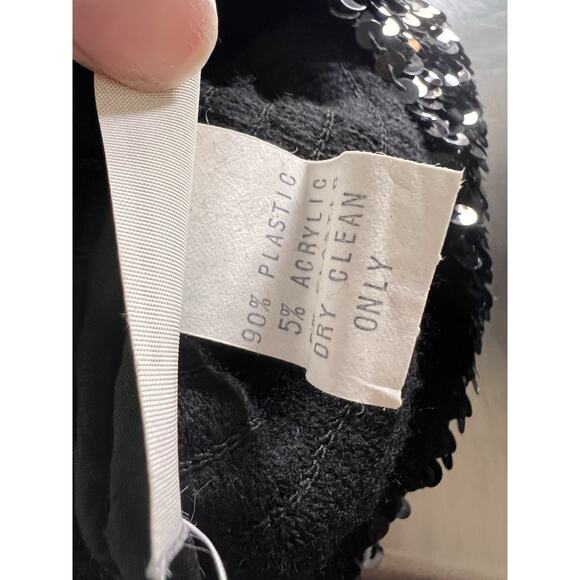 90% PLASTIC
5% ACRYLIC
DRY CLEAN
ONLY